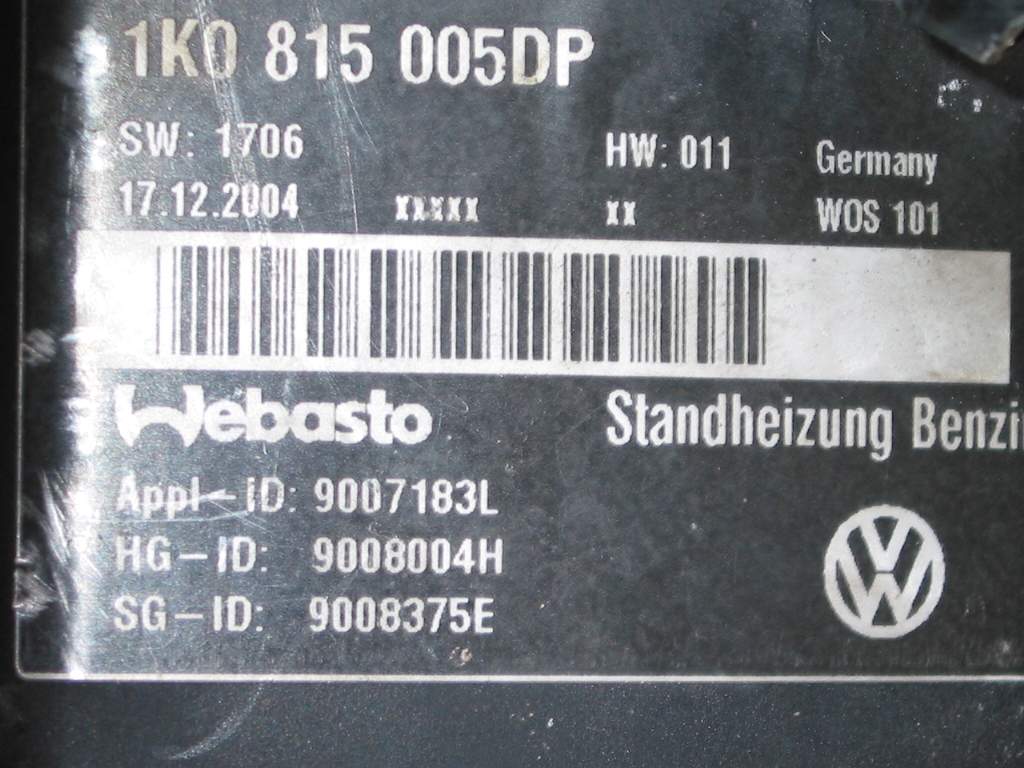 1K0 815 005DP
SW: 1706 HW: 011 Germany
17.12.2004 XXXXX XX WOS 101
Webasto Standheizung Benzi
Appl-ID: 9007183L
HG-ID: 9008004H
SG-ID: 9008375E